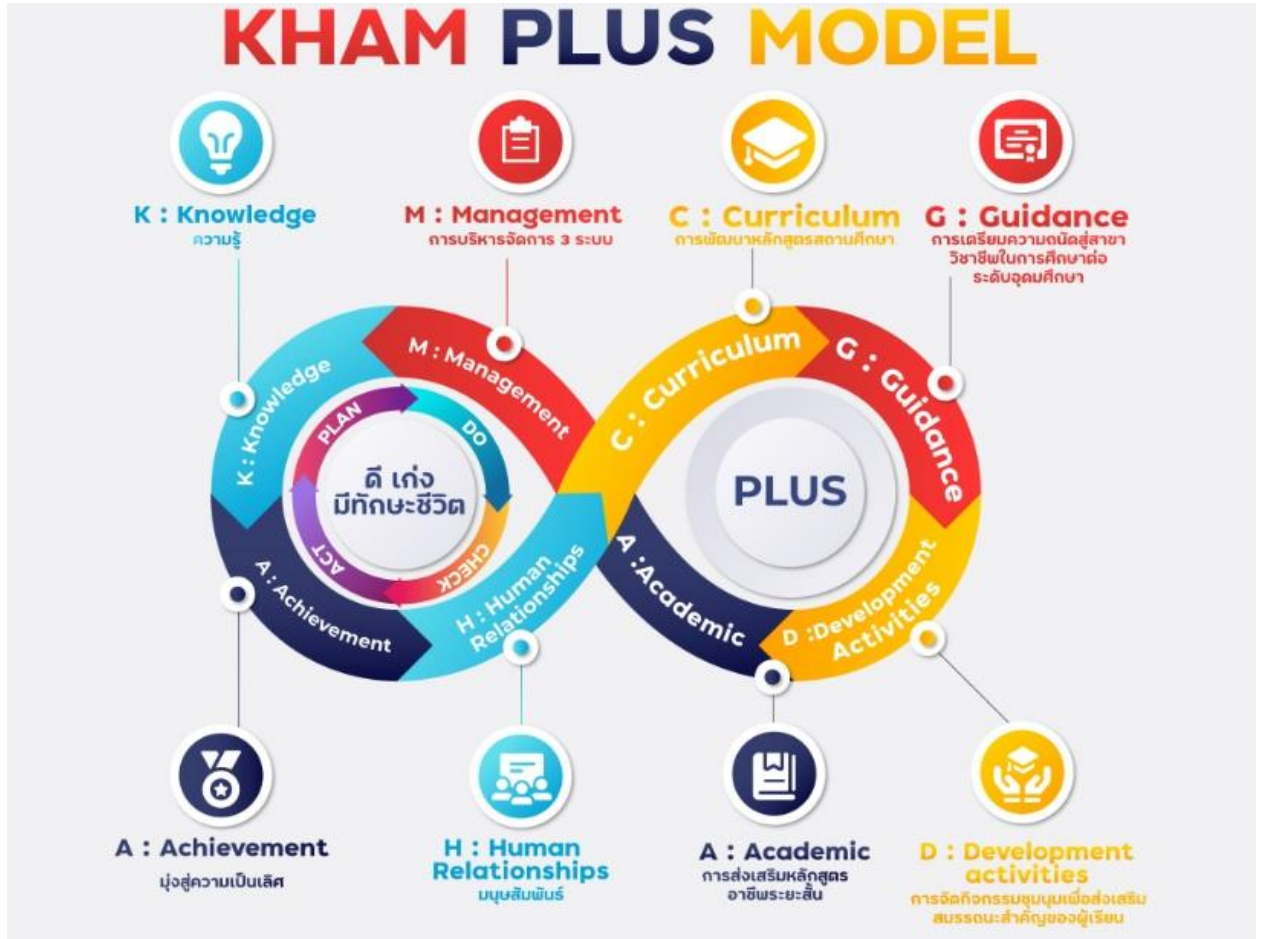 KHAM PLUS MODEL
K : Knowledge
ความรู้
M : Management
การบริหารจัดการ 3 ระบบ
C : Curriculum
การพัฒนาหลักสูตรสถานศึกษา
G : Guidance
การเตรียมความถนัดสู่สาขา
วิชาชีพในการศึกษาต่อ
ระดับอุดมศึกษา
K : Knowledge
M : Management
C : Curriculum
G : Guidance
PLAN
DO
CHECK
ACT
ดี เก่ง
มีทักษะชีวิต
PLUS
A : Achievement
H : Human
Relationships
A :Academic
D :Development
Activities
A : Achievement
มุ่งสู่ความเป็นเลิศ
H : Human
Relationships
มนุษสัมพันธ์
A : Academic
การส่งเสริมหลักสูตร
อาชีพระยะสั้น
D : Development
activities
การจัดกิจกรรมชุมนุมเพื่อส่งเสริม
สมรรถนะสำคัญของผู้เรียน